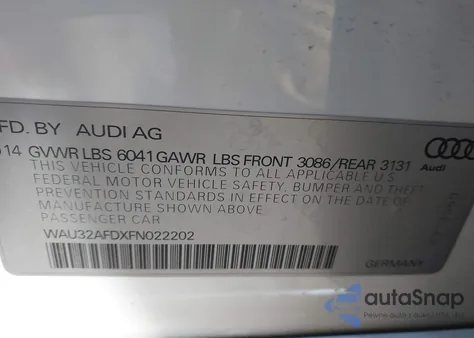 FD. BY AUDI AG
14 GVWR LBS 6041 GAWR LBS FRONT 3086/REAR 3131
Audi
THIS VEHICLE CONFORMS TO ALL APPLICABLE
FEDERAL MOTOR VEHICLE SAFETY, BUMPER AND THEFT
PREVENTION STANDARDS IN EFFECT ON THE DATE OF
MANUFACTURE SHOWN ABOVE
PASSENGER CAR
WAU32AFDXFN022202
GERMANY
autoSnap